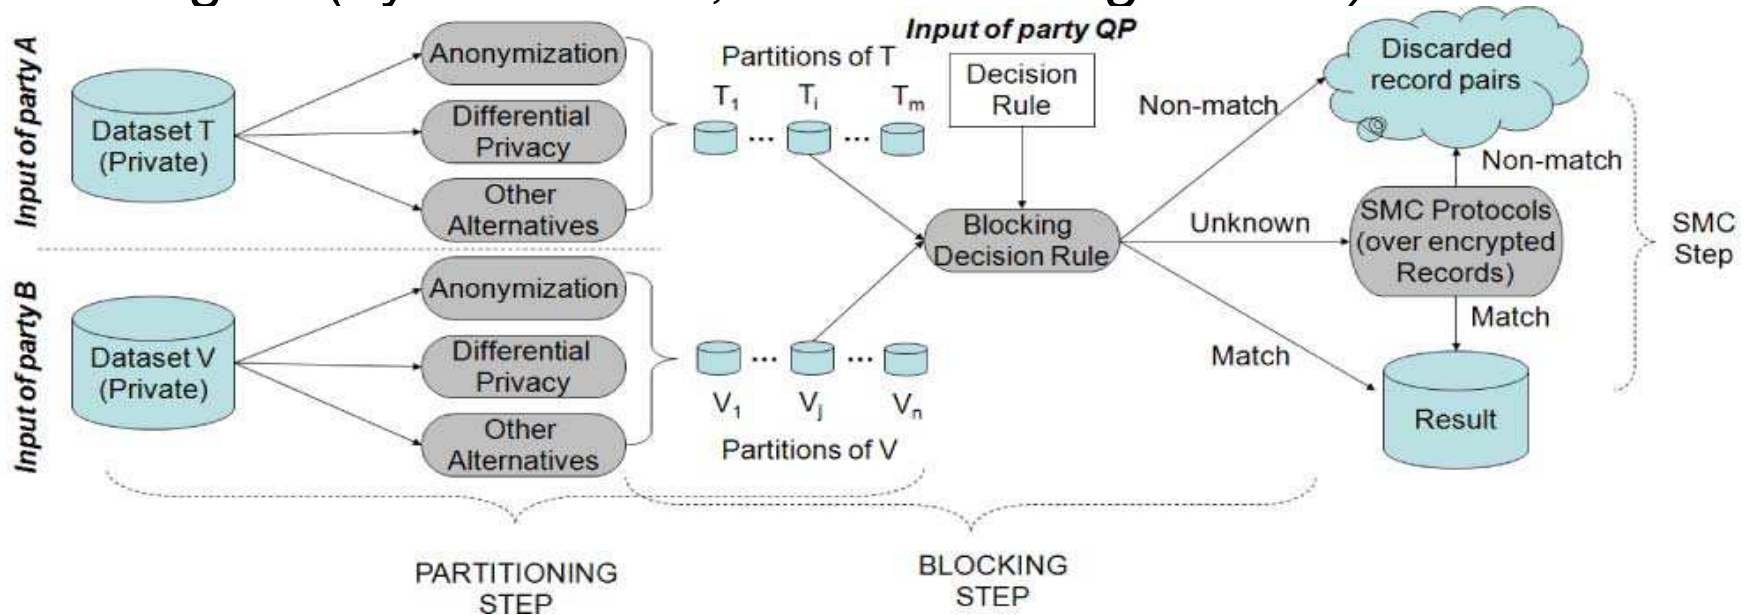 Input of party A
Dataset T
(Private)
Anonymization
Differential
Privacy
Other
Alternatives
Partitions of T
T1 ... Ti ... Tm
Input of party QP
Decision
Rule
Non-match
Discarded
record pairs
Non-match
Blocking
Decision Rule
Unknown
SMC Protocols
(over encrypted
Records)
SMC
Step
Match
Match
Result
Input of party B
Dataset V
(Private)
Anonymization
Differential
Privacy
Other
Alternatives
... ...
V1 Vj Vn
Partitions of V
PARTITIONING
STEP
BLOCKING
STEP